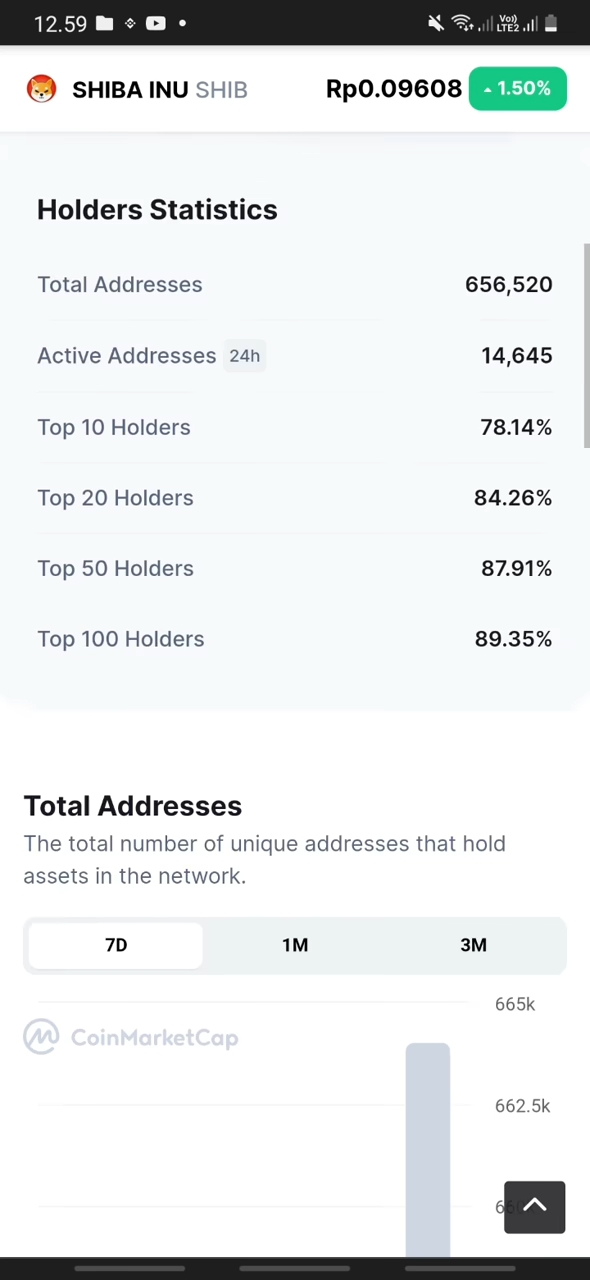 12.59
Vo))
LTE2
SHIBA INU SHIB
Rp0.09608
1.50%
Holders Statistics
Total Addresses 656,520
Active Addresses 24h 14,645
Top 10 Holders 78.14%
Top 20 Holders 84.26%
Top 50 Holders 87.91%
Top 100 Holders 89.35%
Total Addresses
The total number of unique addresses that hold
assets in the network.
7D 1M 3M
665k
CoinMarketCap
662.5k